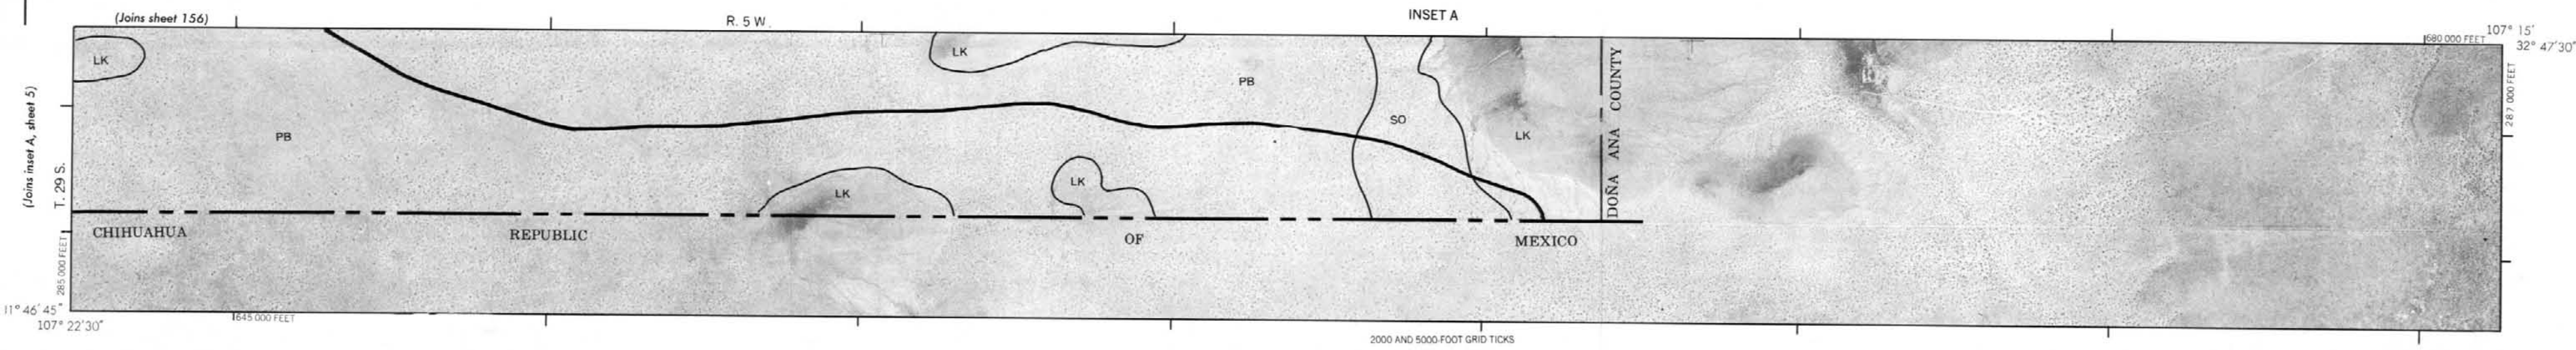 (Joins sheet 156)
R. 5 W.
INSET A
107° 15'
680 000 FEET
32° 47'30"
LK
LK
PB
SO
LK
DOÑA ANA COUNTY
287 000 FEET
(Joins inset A, sheet 5)
PB
T. 29 S.
LK
LK
CHIHUAHUA
REPUBLIC
OF
MEXICO
285 000 FEET
11° 46'45"
107° 22'30"
645 000 FEET
2000 AND 5000-FOOT GRID TICKS